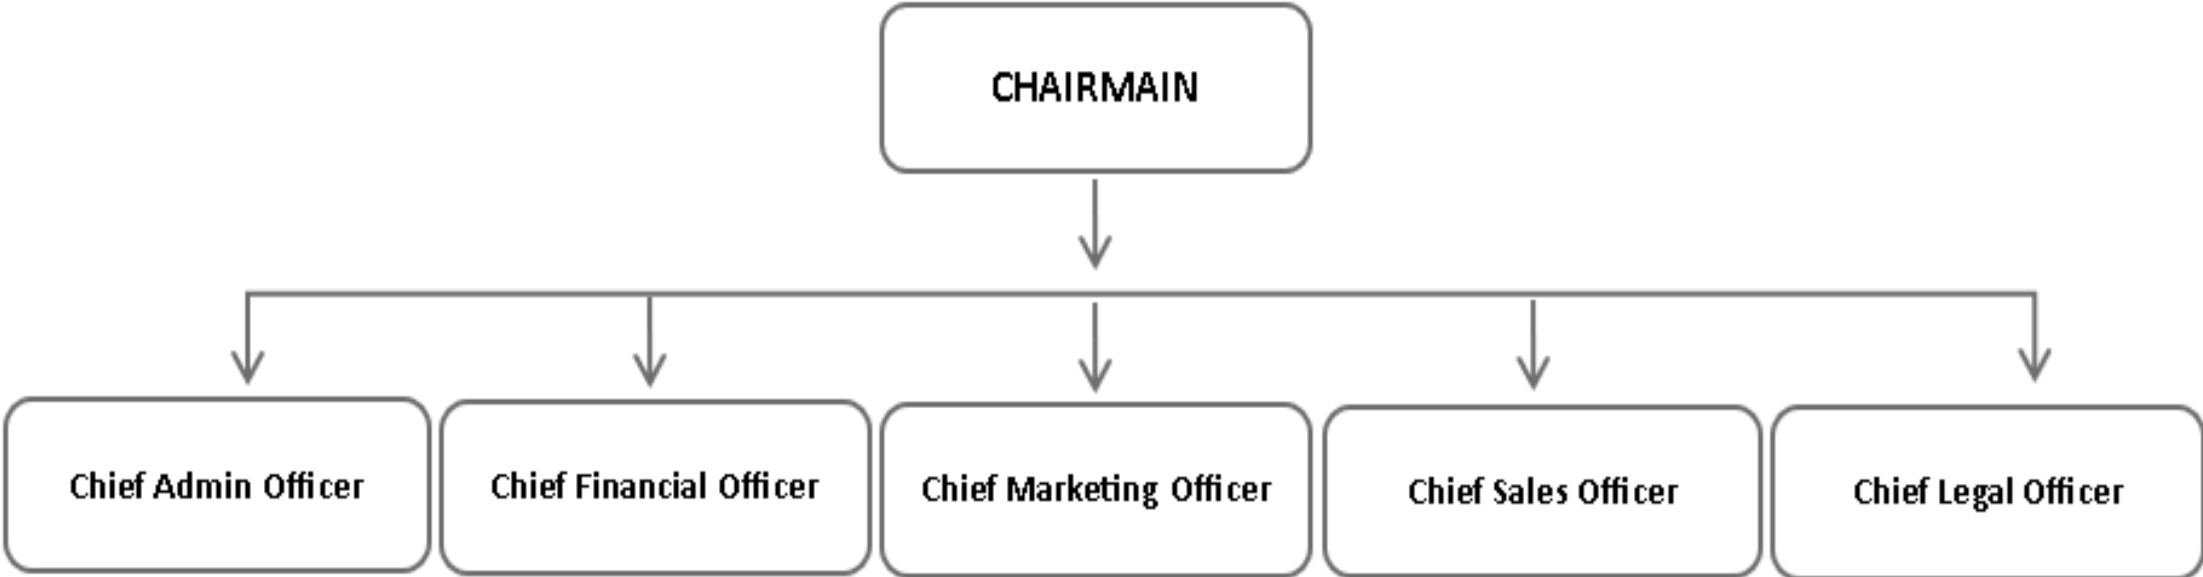 CHAIRMAIN
Chief Admin Officer
Chief Financial Officer
Chief Marketing Officer
Chief Sales Officer
Chief Legal Officer